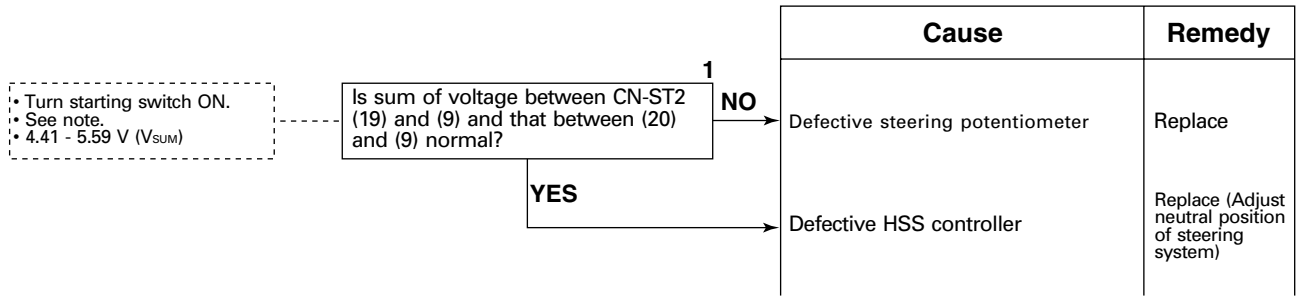 Cause
Remedy
• Turn starting switch ON.
• See note.
• 4.41 - 5.59 V (VSUM)
1
Is sum of voltage between CN-ST2
(19) and (9) and that between (20)
and (9) normal?
NO
Defective steering potentiometer
Replace
YES
Defective HSS controller
Replace (Adjust
neutral position
of steering
system)